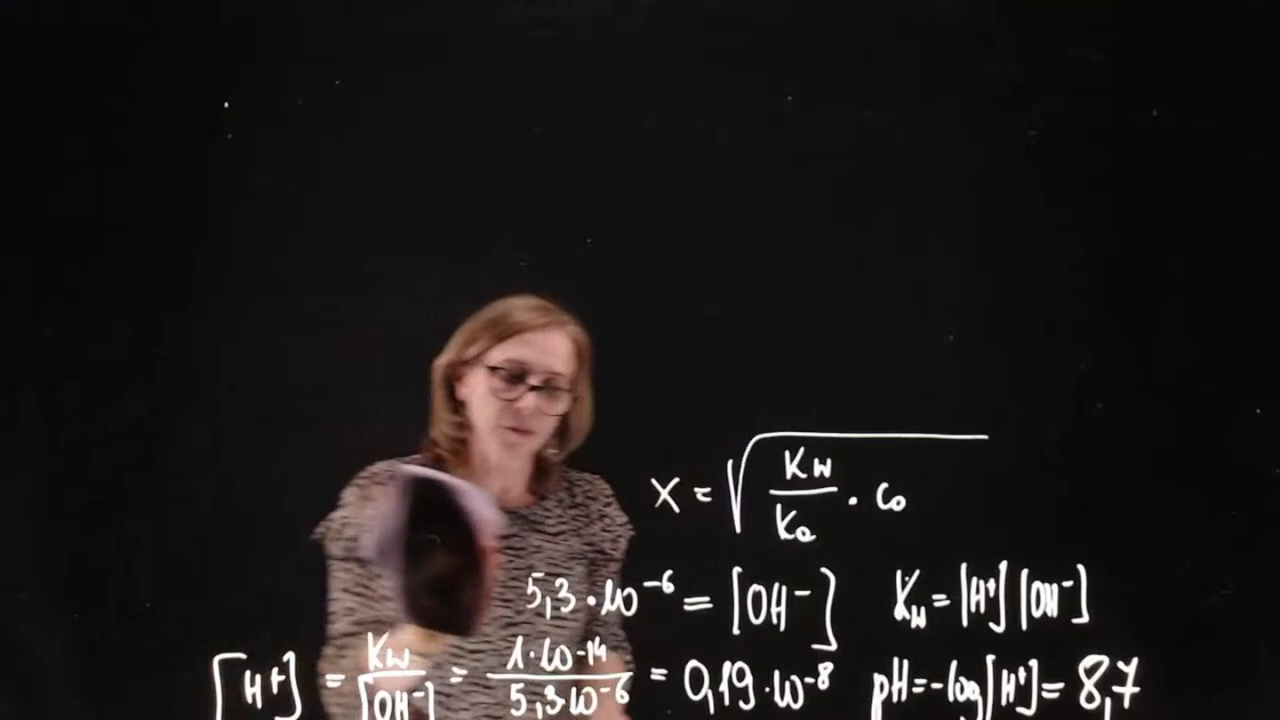 X = √ Kw / Ka · co
5,3 · 10⁻⁶ = [OH⁻] Kw = [H⁺] [OH⁻]
[H⁺] = Kw / [OH⁻] = 1·10⁻¹⁴ / 5,3·10⁻⁶ = 0,19·10⁻⁸ pH = -log[H⁺] = 8,7